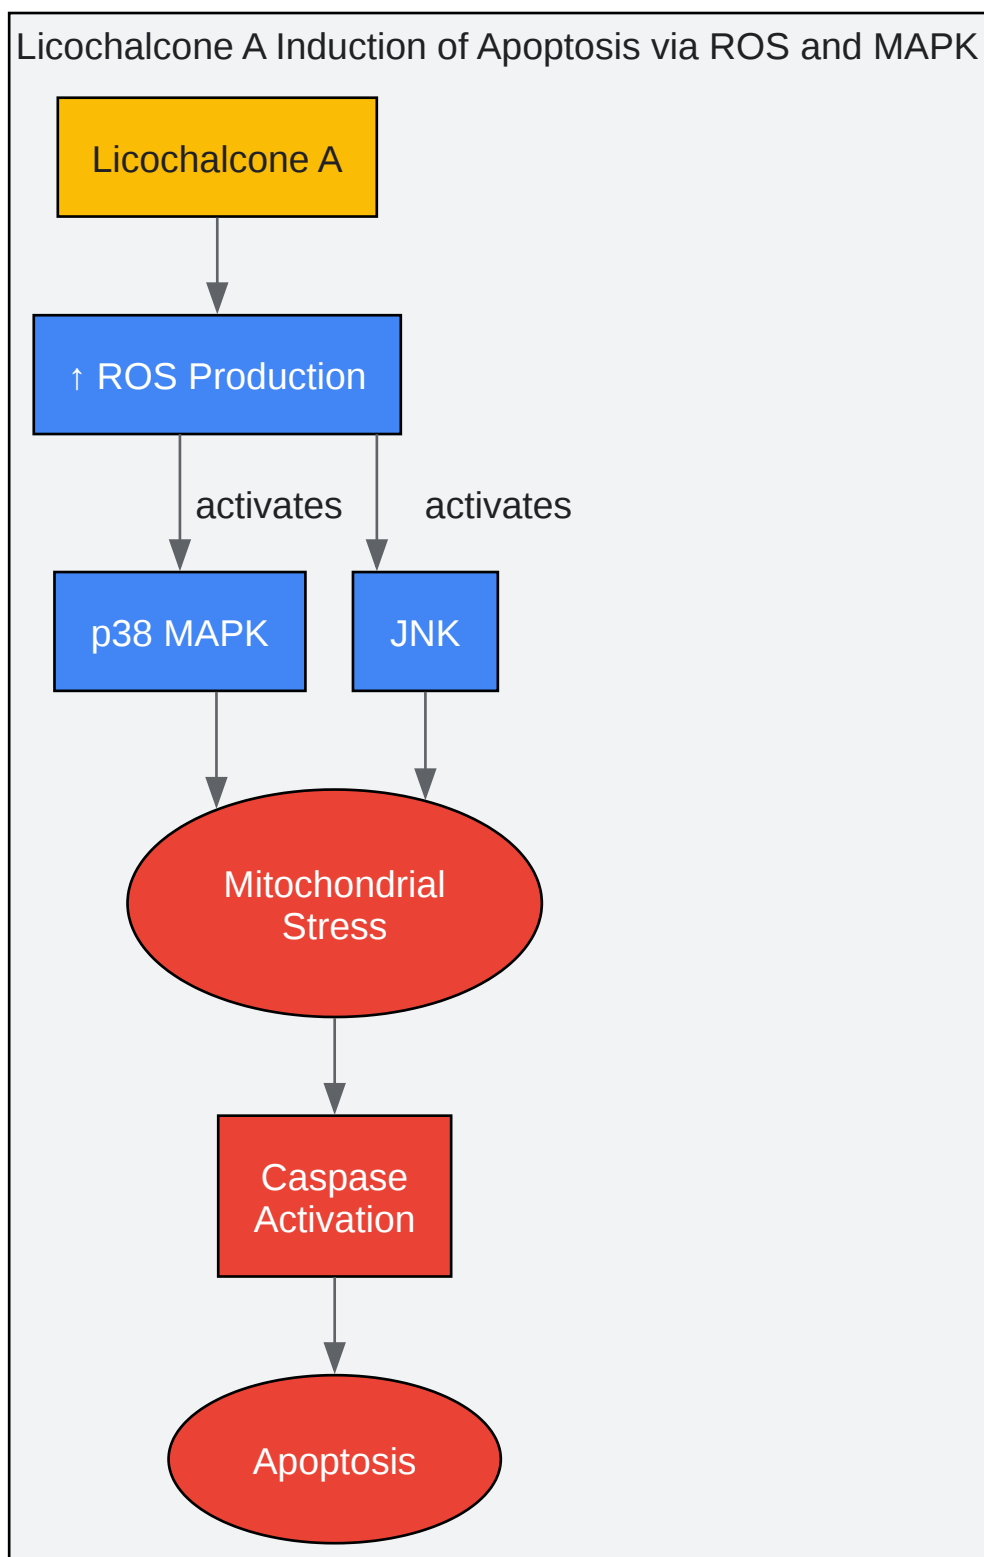 Licochalcone A Induction of Apoptosis via ROS and MAPK
Licochalcone A
↑ ROS Production
activates
activates
p38 MAPK
JNK
Mitochondrial
Stress
Caspase
Activation
Apoptosis